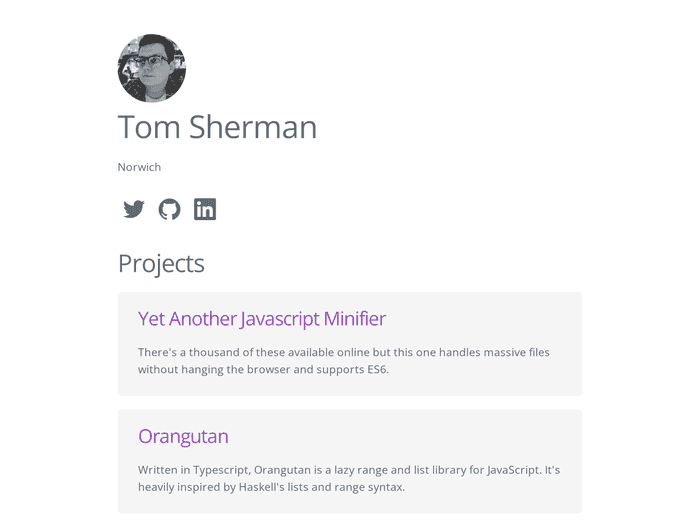 Tom Sherman
Norwich
Projects
Yet Another Javascript Minifier
There's a thousand of these available online but this one handles massive files
without hanging the browser and supports ES6.
Orangutan
Written in Typescript, Orangutan is a lazy range and list library for JavaScript. It's
heavily inspired by Haskell's lists and range syntax.